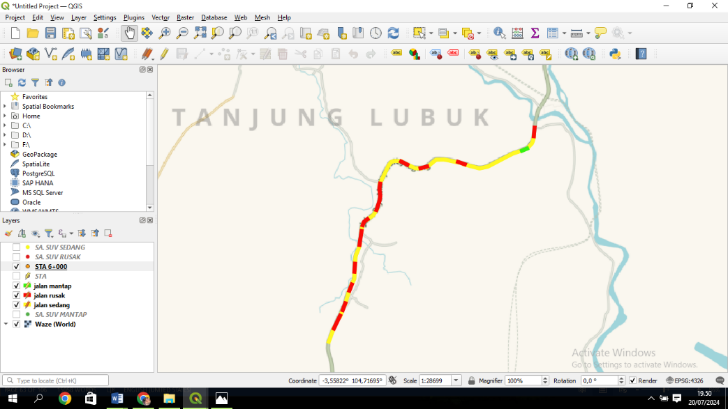 *Untitled Project — QGIS
Project Edit View Layer Settings Plugins Vector Raster Database Web Mesh Help
Browser
Favorites
Spatial Bookmarks
Home
C:\
D:\
F:\
GeoPackage
SpatiaLite
PostgreSQL
SAP HANA
MS SQL Server
Oracle
Layers
SA. SUV SEDANG
SA. SUV RUSAK
STA 6+000
STA
jalan mantap
jalan rusak
jalan sedang
SA. SUV MANTAP
Waze (World)
TANJUNG LUBUK
Activate Windows
Go to Settings to activate Windows.
Type to locate (Ctrl+K)
Coordinate -3,55822° 104,71695° Scale 1:28699 Magnifier 100% Rotation 0,0 ° Render EPSG:4326
19.50
20/07/2024